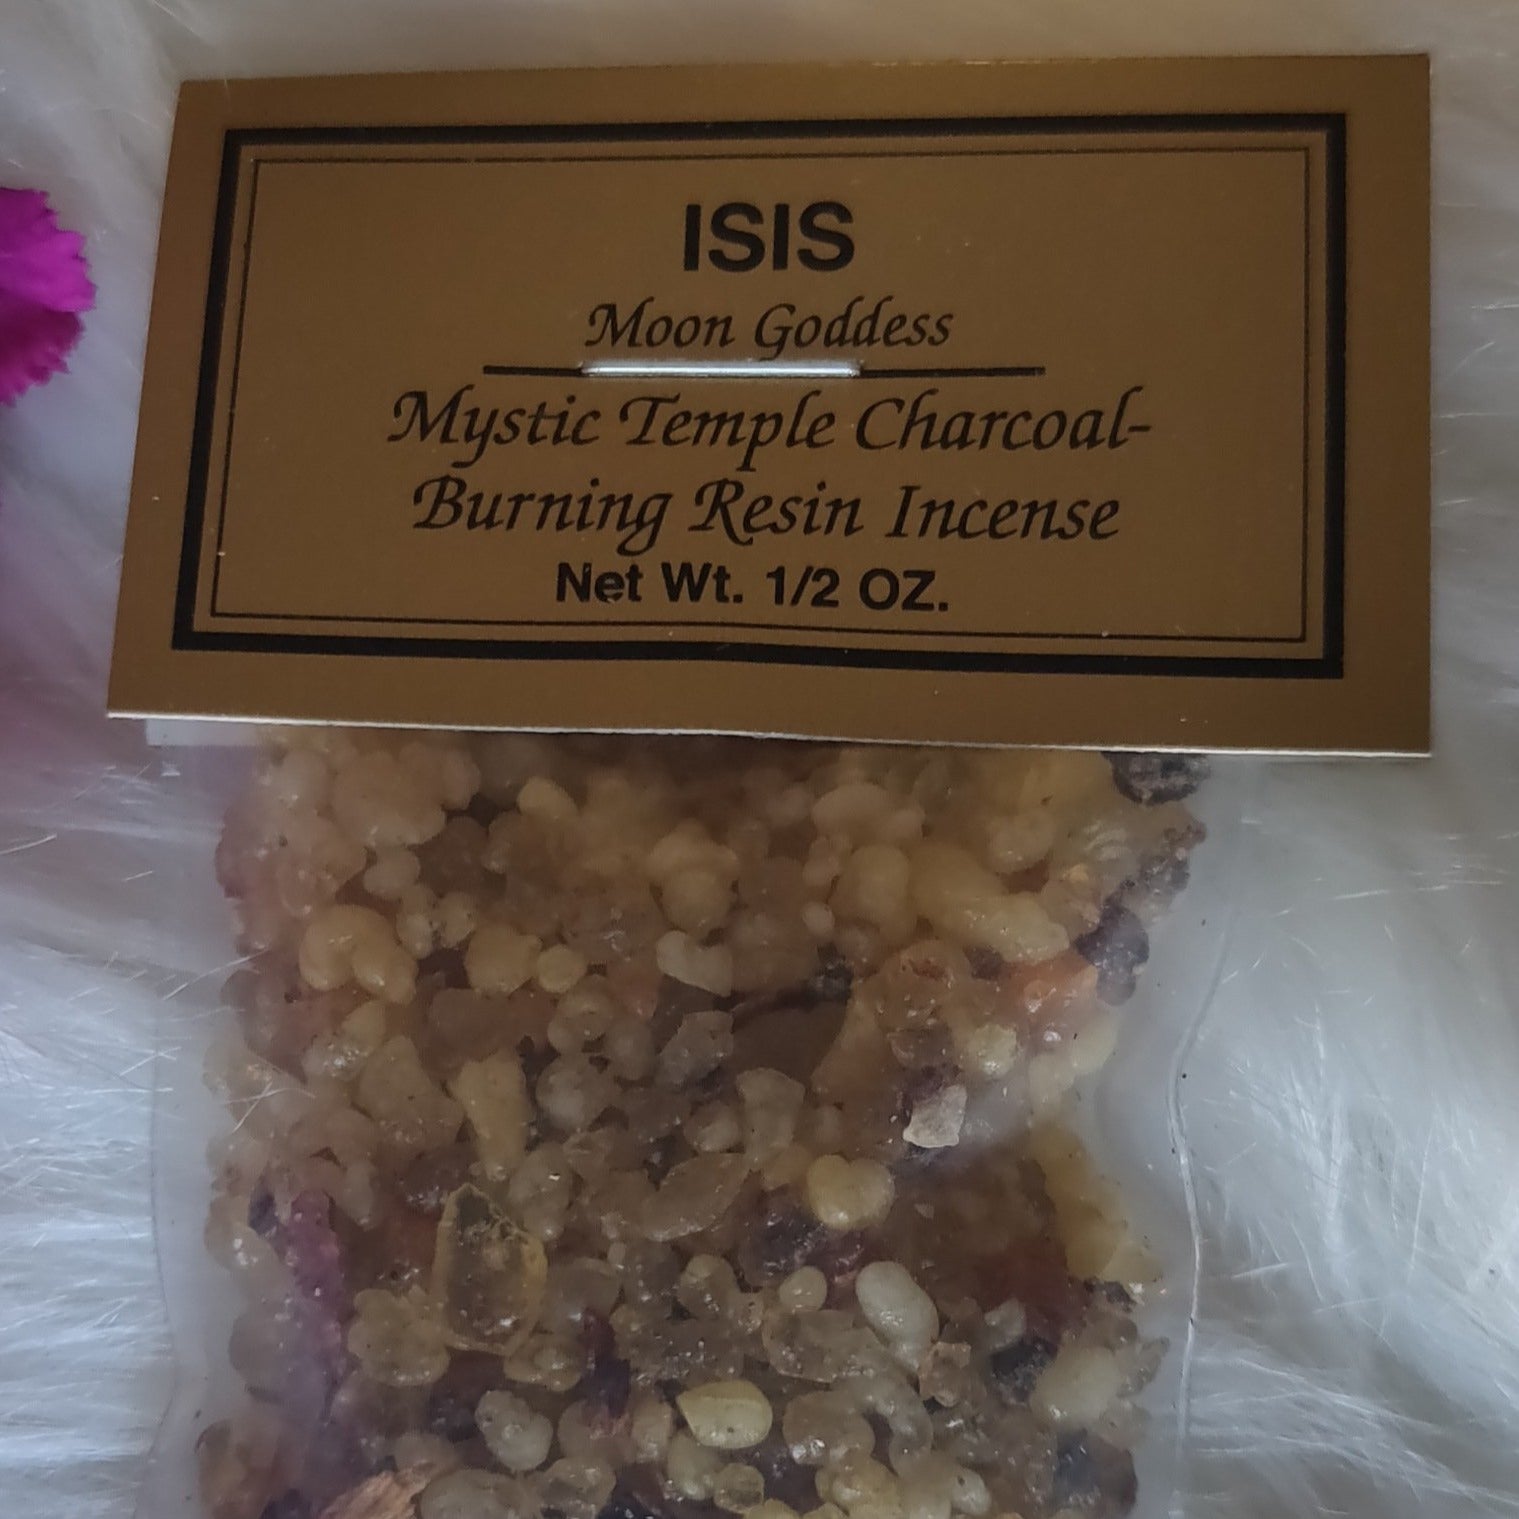 ISIS
Moon Goddess
Mystic Temple Charcoal-
Burning Resin Incense
Net Wt. 1/2 OZ.